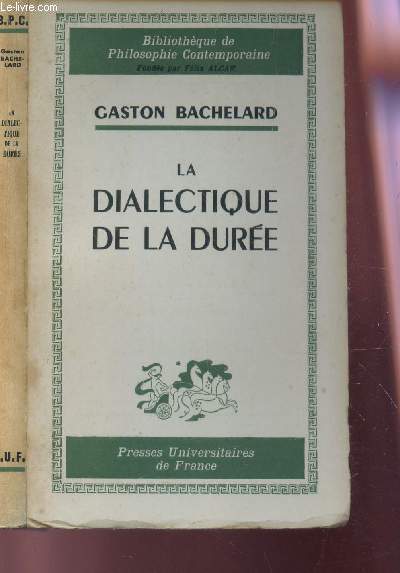 B.P.C.
Gaston
BACHE-
LARD
LA
DIALEC-
TIQUE
DE LA
DURÉE
.U.F.
Bibliothèque de
Philosophie Contemporaine
Fondée par Félix ALCAN
GASTON BACHELARD
LA
DIALECTIQUE
DE LA DURÉE
Presses Universitaires
de France
© Le-livre.com